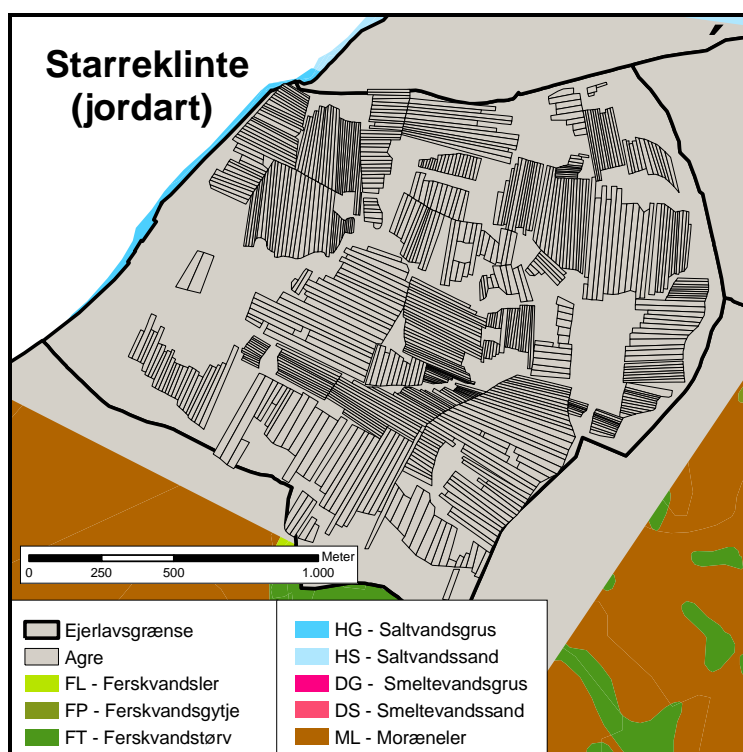 Starreklinte
(jordart)
Meter
0 250 500 1.000
Ejerlavsgrænse
Agre
FL - Ferskvandsler
FP - Ferskvandsgytje
FT - Ferskvandstørv
HG - Saltvandsgrus
HS - Saltvandssand
DG - Smeltevandsgrus
DS - Smeltevandssand
ML - Moræneler